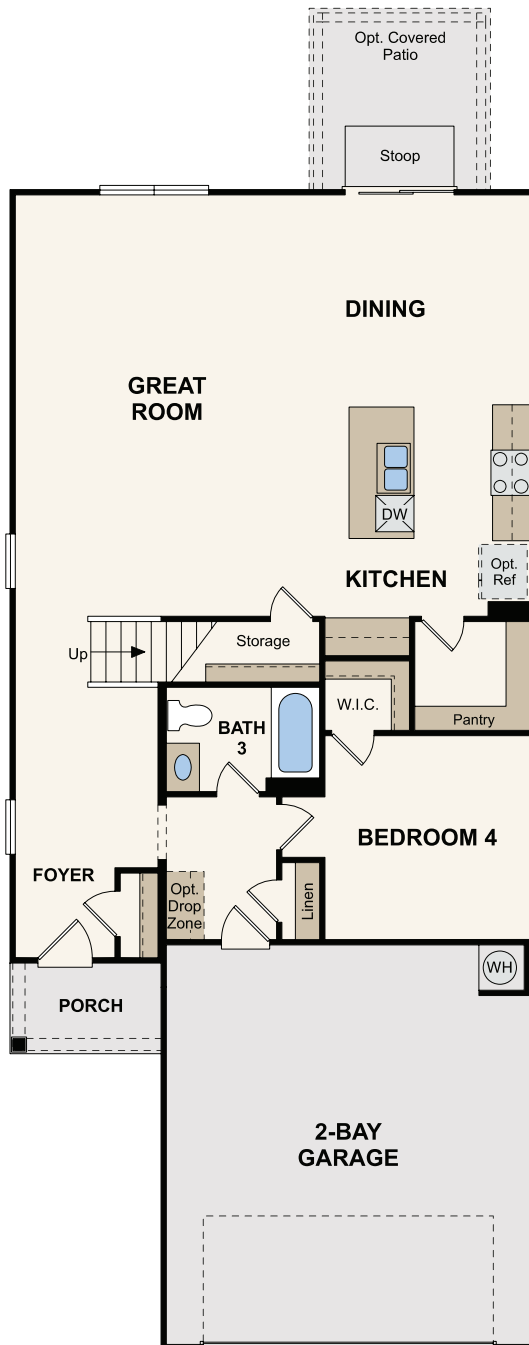 Opt. Covered
Patio
Stoop
DINING
GREAT
ROOM
DW
Opt.
Ref
KITCHEN
Up
Storage
W.I.C.
Pantry
BATH
3
BEDROOM 4
FOYER
Opt.
Drop
Zone
Linen
WH
PORCH
2-BAY
GARAGE